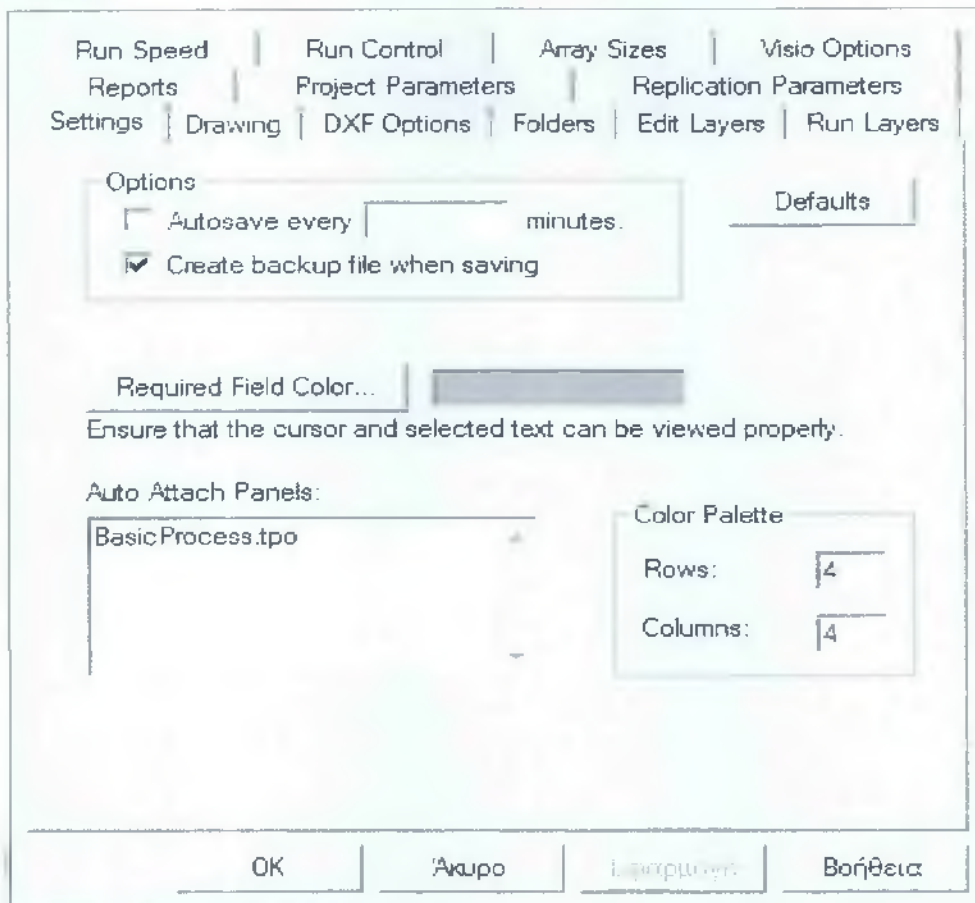 Run Speed Run Control Array Sizes Visio Options
Reports Project Parameters Replication Parameters
Settings Drawing DXF Options Folders Edit Layers Run Layers
Options
Autosave every minutes.
Create backup file when saving
Defaults
Required Field Color...
Ensure that the cursor and selected text can be viewed properly.
Auto Attach Panels:
BasicProcess.tpo
Color Palette
Rows: 4
Columns: 4
OK Άκυρο Εφαρμογή Βοήθεια